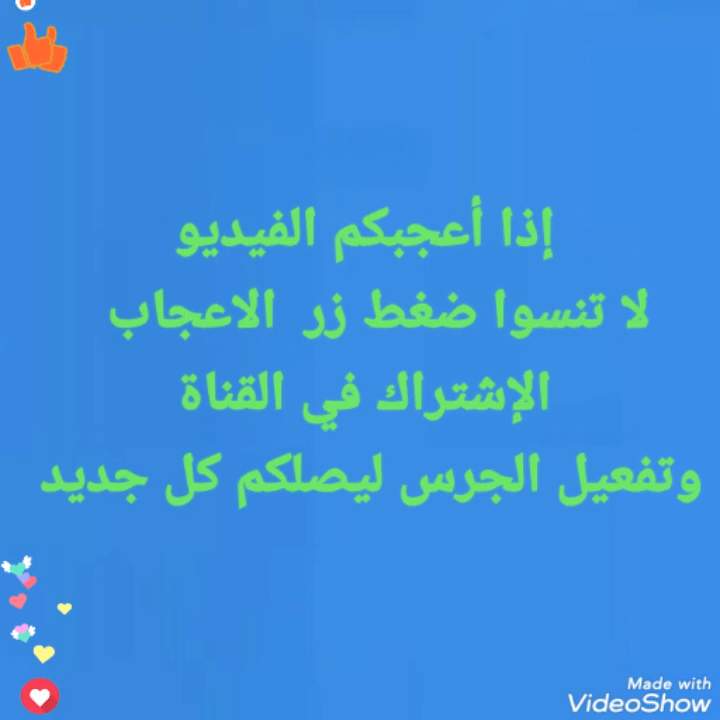 إذا أعجبكم الفيديو
لا تنسوا ضغط زر الاعجاب
الإشتراك في القناة
وتفعيل الجرس ليصلكم كل جديد
Made with
VideoShow